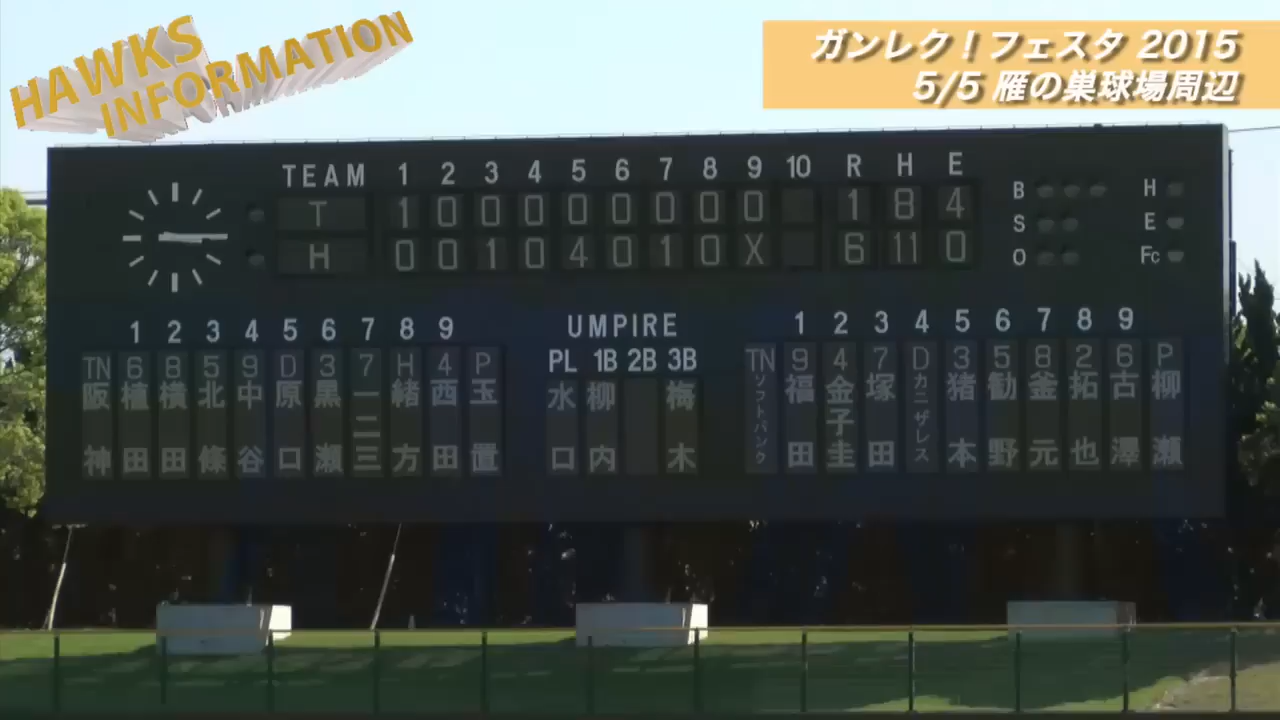 HAWKS
INFORMATION
ガンレク！フェスタ 2015
5/5 雁の巣球場周辺
TEAM 1 2 3 4 5 6 7 8 9 10 R H E
T 1 0 0 0 0 0 0 0 0 1 8 4
H 0 0 1 0 4 0 1 0 X 6 11 0
B H
S E
O Fc
1 2 3 4 5 6 7 8 9
TN 6 8 5 9 D 3 7 H 4 P
阪神 植田 横田 北條 中谷 原口 黒瀬 一二三 緒方 西田 玉置
UMPIRE
PL 1B 2B 3B
水口 柳内 梅木
1 2 3 4 5 6 7 8 9
TN 9 4 7 D 3 5 8 2 6 P
ソフトバンク 福田 金子圭 塚田 カニザレス 猪本 勧野 釜元 拓也 古澤 柳瀬